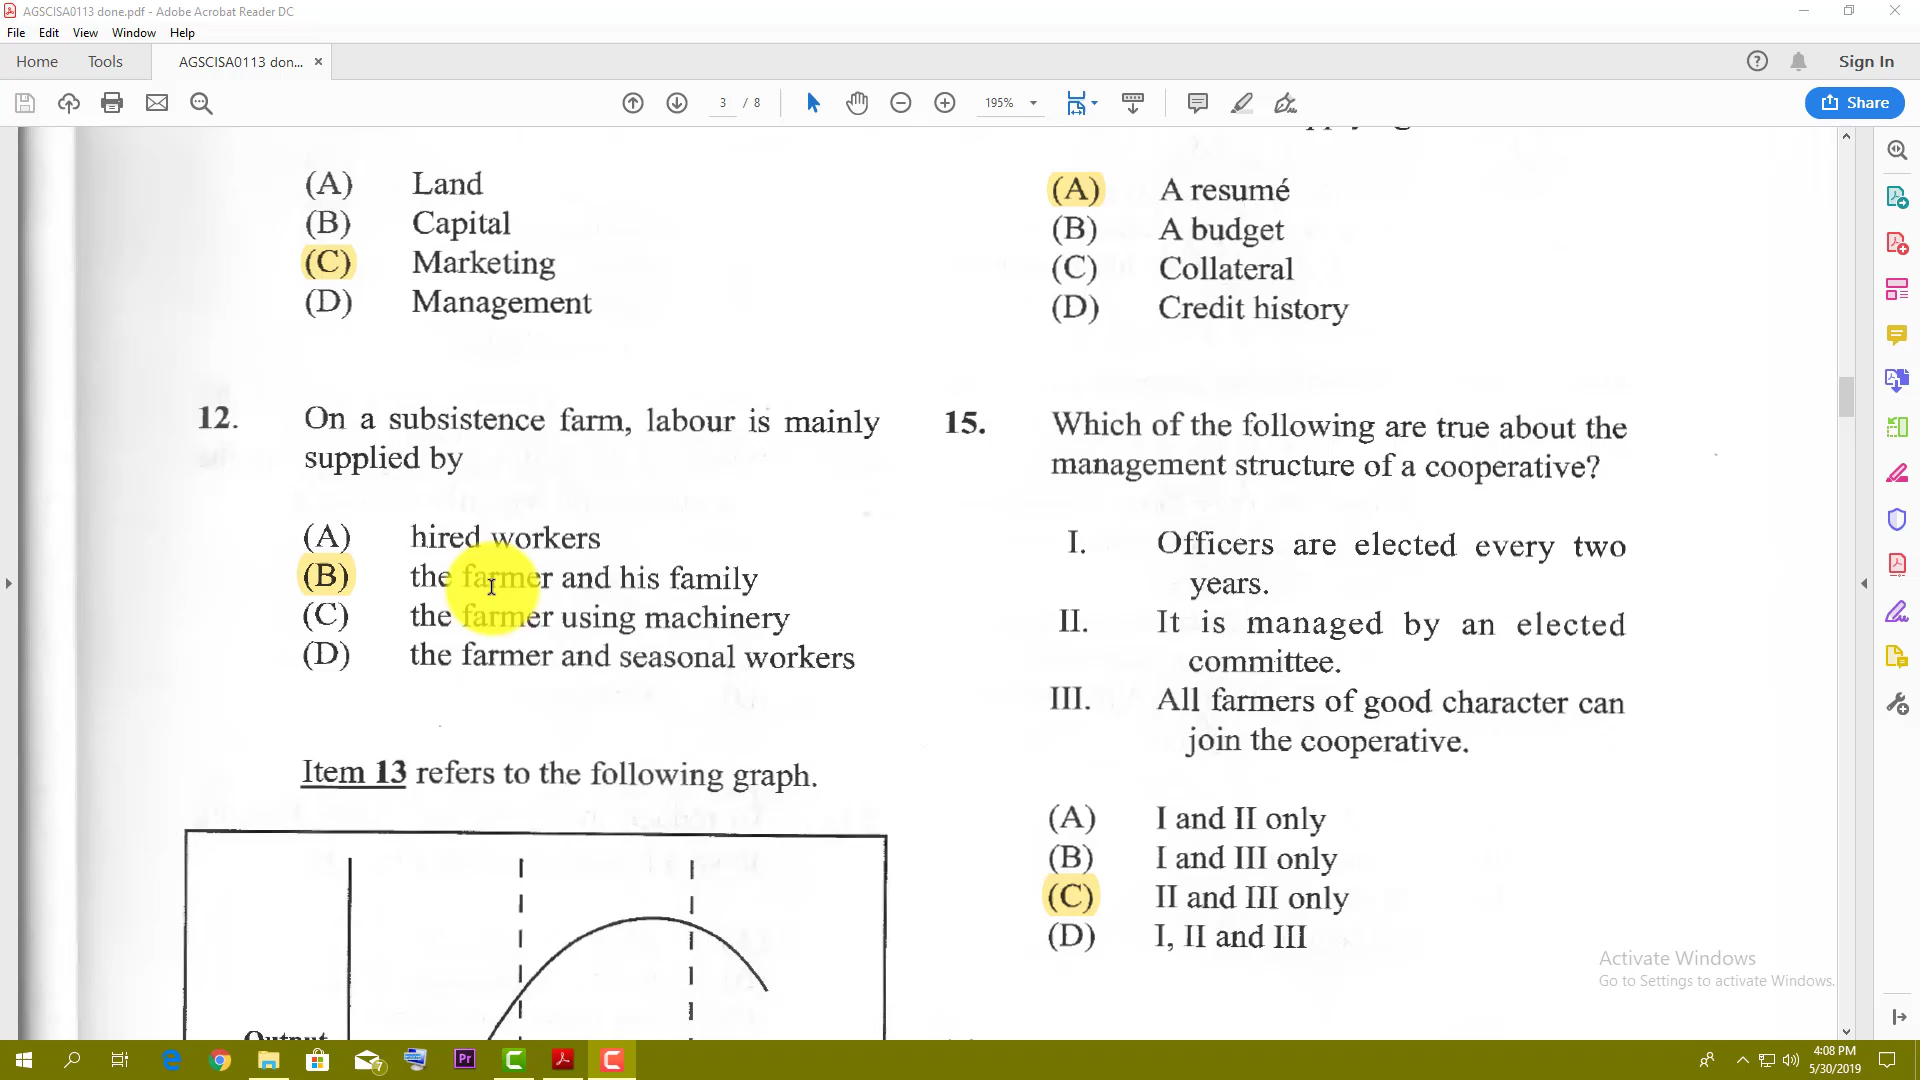 AGSCISA0113 done.pdf - Adobe Acrobat Reader DC
File Edit View Window Help
Home Tools AGSCISA0113 don... × Sign In
3 / 8 195% Share
(A) Land
(B) Capital
(C) Marketing
(D) Management
12. On a subsistence farm, labour is mainly
supplied by
(A) hired workers
(B) the farmer and his family
(C) the farmer using machinery
(D) the farmer and seasonal workers
Item 13 refers to the following graph.
Output
(A) A resumé
(B) A budget
(C) Collateral
(D) Credit history
15. Which of the following are true about the
management structure of a cooperative?
I. Officers are elected every two
years.
II. It is managed by an elected
committee.
III. All farmers of good character can
join the cooperative.
(A) I and II only
(B) I and III only
(C) II and III only
(D) I, II and III
Activate Windows
Go to Settings to activate Windows.
7 Pr 4:08 PM
5/30/2019